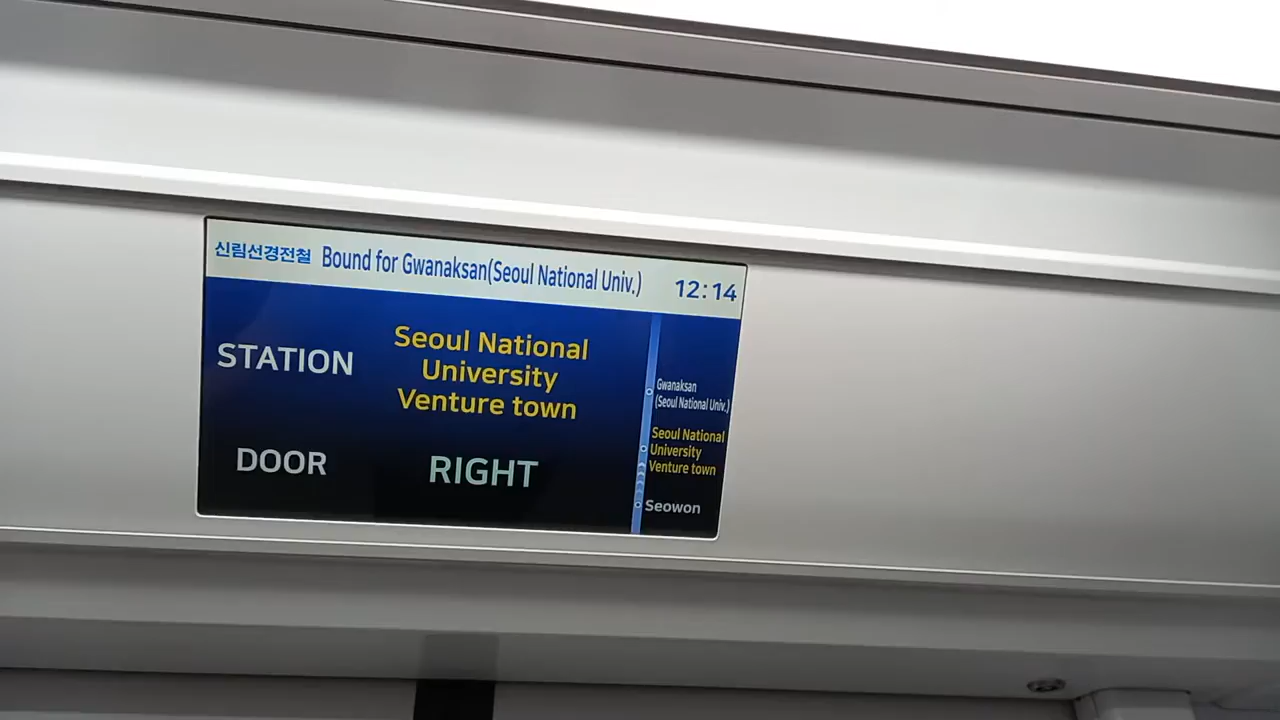 신림선경전철 Bound for Gwanaksan(Seoul National Univ.) 12:14
STATION
Seoul National
University
Venture town
DOOR
RIGHT
Gwanaksan
(Seoul National Univ.)
Seoul National
University
Venture town
Seowon